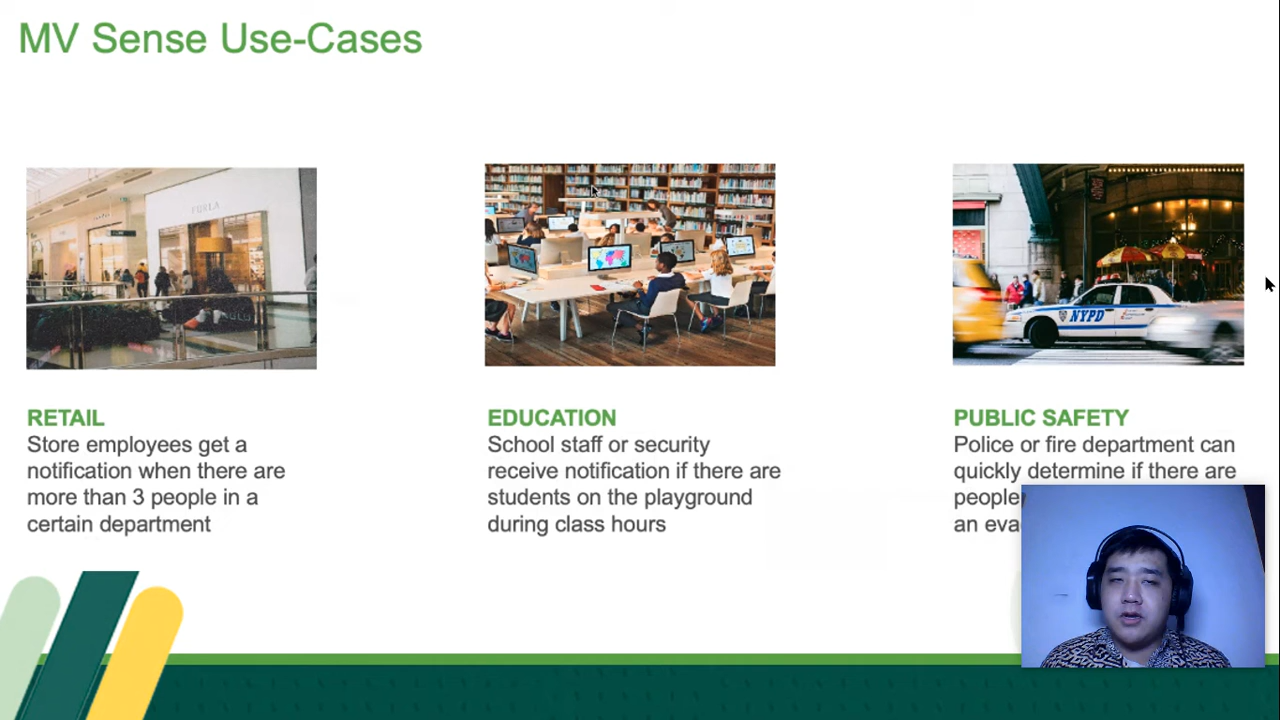 MV Sense Use-Cases
FURLA
NYPD
RETAIL
Store employees get a
notification when there are
more than 3 people in a
certain department
EDUCATION
School staff or security
receive notification if there are
students on the playground
during class hours
PUBLIC SAFETY
Police or fire department can
quickly determine if there are
people
an